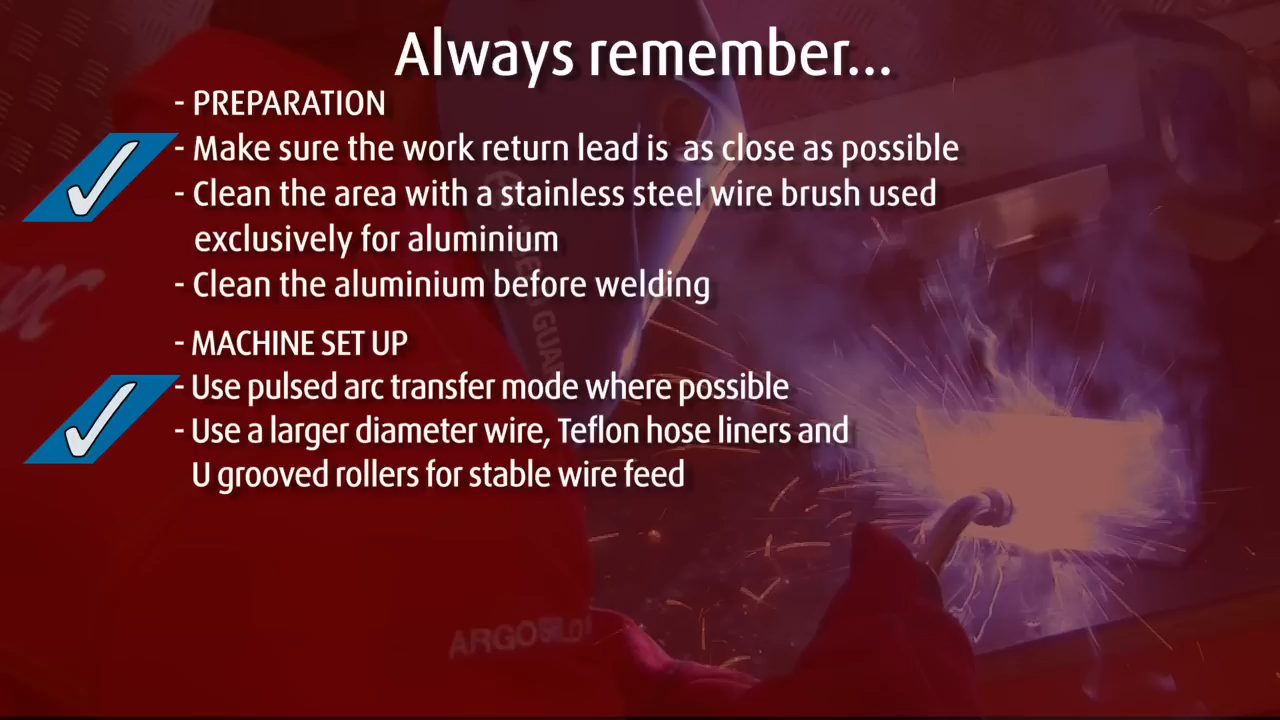 Always remember...
- PREPARATION
- Make sure the work return lead is as close as possible
- Clean the area with a stainless steel wire brush used
exclusively for aluminium
- Clean the aluminium before welding
- MACHINE SET UP
- Use pulsed arc transfer mode where possible
- Use a larger diameter wire, Teflon hose liners and
U grooved rollers for stable wire feed